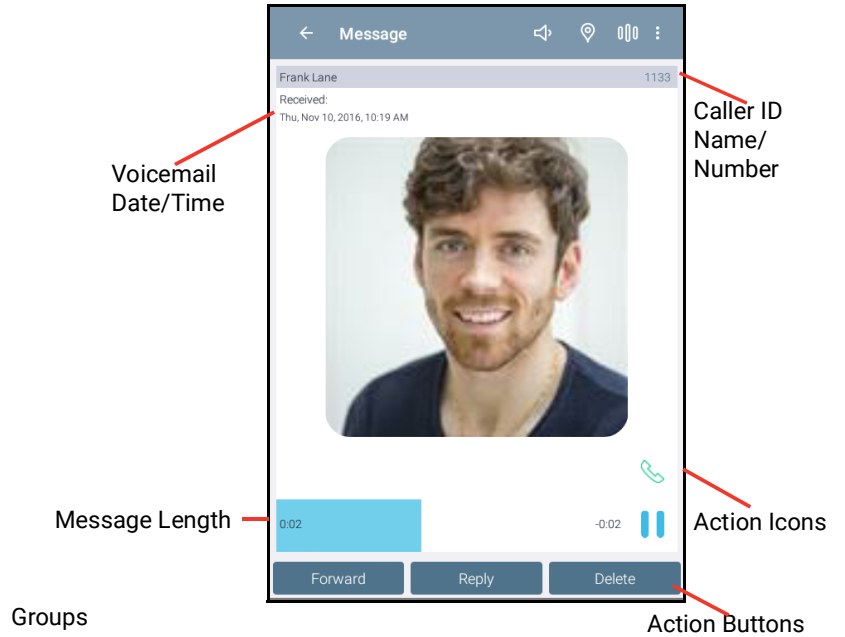 Message
Frank Lane 1133
Received:
Thu, Nov 10, 2016, 10:19 AM
Caller ID
Name/
Number
Voicemail
Date/Time
Message Length
0:02 -0:02
Action Icons
Forward Reply Delete
Groups
Action Buttons